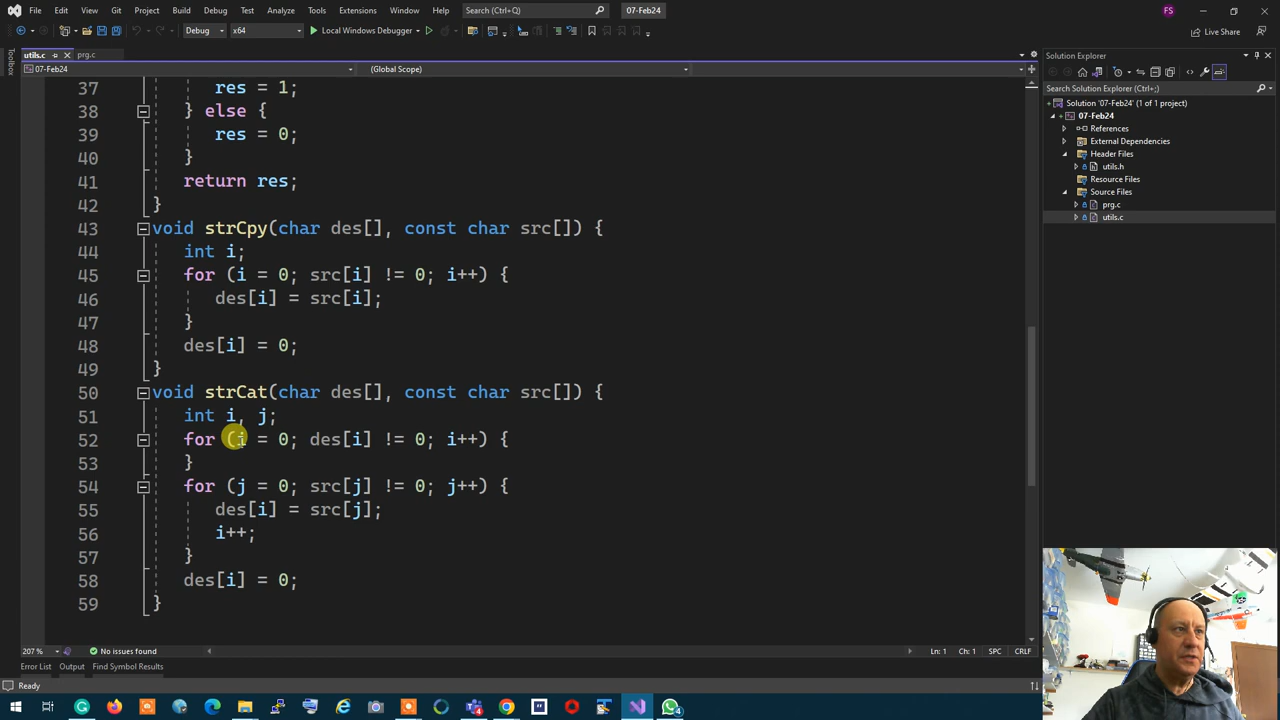 File Edit View Git Project Build Debug Test Analyze Tools Extensions Window Help Search (Ctrl+Q) 07-Feb24 FS
Debug x64 Local Windows Debugger Live Share
Toolbox
utils.c prg.c
07-Feb24 (Global Scope)
37 res = 1;
38 } else {
39 res = 0;
40 }
41 return res;
42 }
43 void strCpy(char des[], const char src[]) {
44 int i;
45 for (i = 0; src[i] != 0; i++) {
46 des[i] = src[i];
47 }
48 des[i] = 0;
49 }
50 void strCat(char des[], const char src[]) {
51 int i, j;
52 for (i = 0; des[i] != 0; i++) {
53 }
54 for (j = 0; src[j] != 0; j++) {
55 des[i] = src[j];
56 i++;
57 }
58 des[i] = 0;
59 }
207 % No issues found Ln: 1 Ch: 1 SPC CRLF
Error List Output Find Symbol Results
Ready
Solution Explorer
Search Solution Explorer (Ctrl+;)
Solution '07-Feb24' (1 of 1 project)
07-Feb24
References
External Dependencies
Header Files
utils.h
Resource Files
Source Files
prg.c
utils.c
4